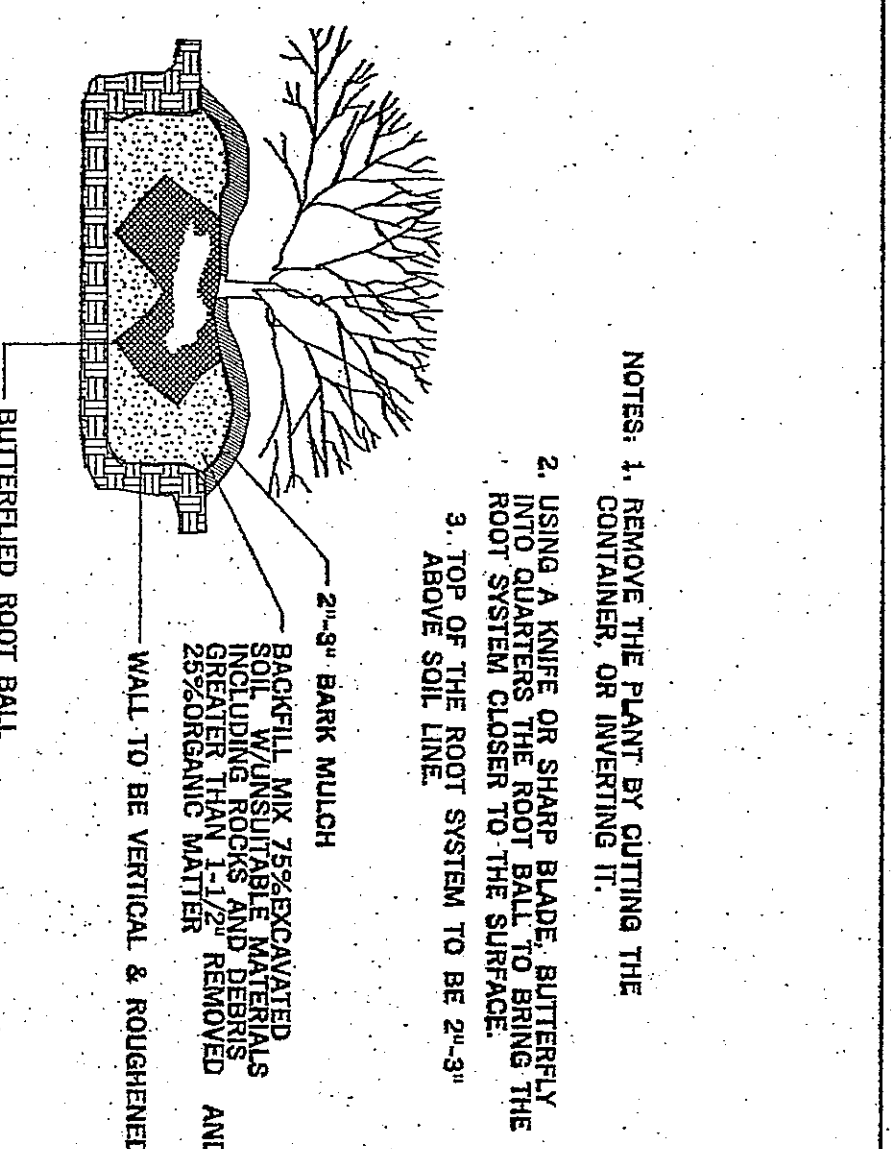 NOTES: 1. REMOVE THE PLANT BY CUTTING THE
CONTAINER, OR INVERTING IT.
2. USING A KNIFE OR SHARP BLADE, BUTTERFLY
INTO QUARTERS THE ROOT BALL TO BRING THE
ROOT SYSTEM CLOSER TO THE SURFACE.
3. TOP OF THE ROOT SYSTEM TO BE 2"-3"
ABOVE SOIL LINE.
2"-3" BARK MULCH
BACKFILL MIX 75%EXCAVATED
SOIL W/UNSUITABLE MATERIALS
INCLUDING ROCKS AND DEBRIS
GREATER THAN 1-1/2" REMOVED AND
25%ORGANIC MATTER
WALL TO BE VERTICAL & ROUGHENED
BUTTERFLIED ROOT BALL